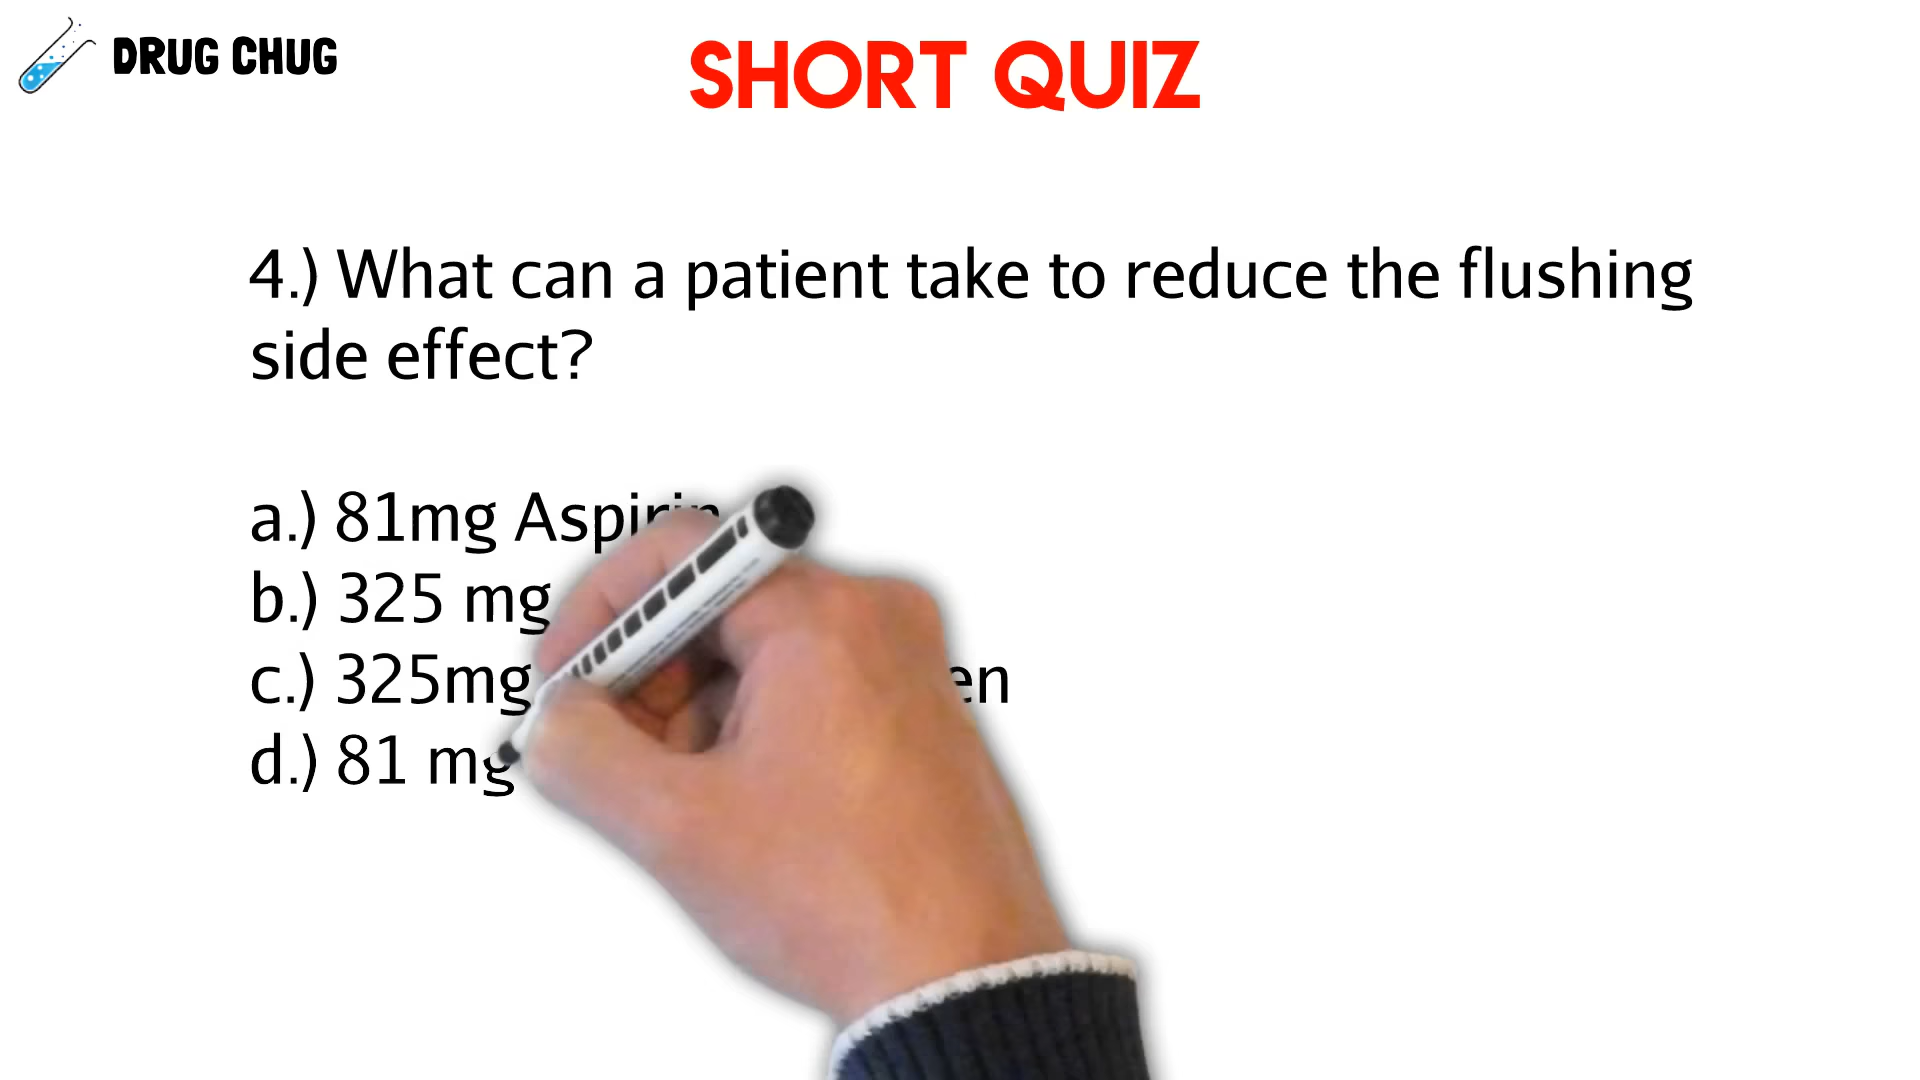 DRUG CHUG
SHORT QUIZ
4.) What can a patient take to reduce the flushing
side effect?
a.) 81mg Aspirin
b.) 325 mg
c.) 325mg
d.) 81 mg